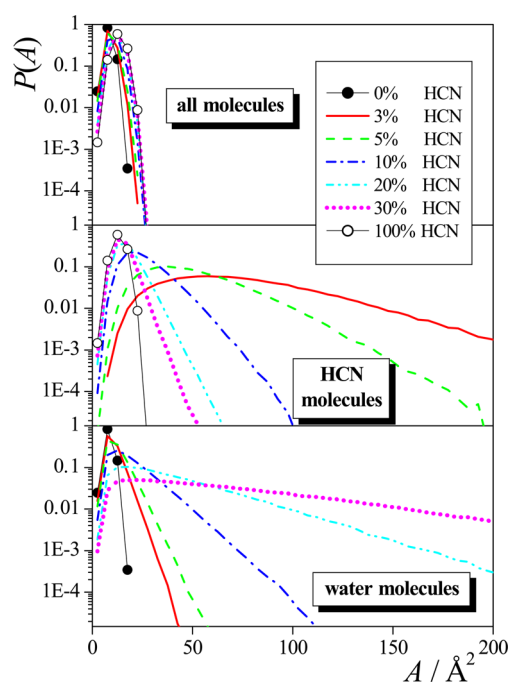 P(A)
1
0.1
0.01
1E-3
1E-4
all molecules
0% HCN
3% HCN
5% HCN
10% HCN
20% HCN
30% HCN
100% HCN
1
0.1
0.01
1E-3
1E-4
HCN
molecules
1
0.1
0.01
1E-3
1E-4
water molecules
0 50 100 150 200
A / Å²